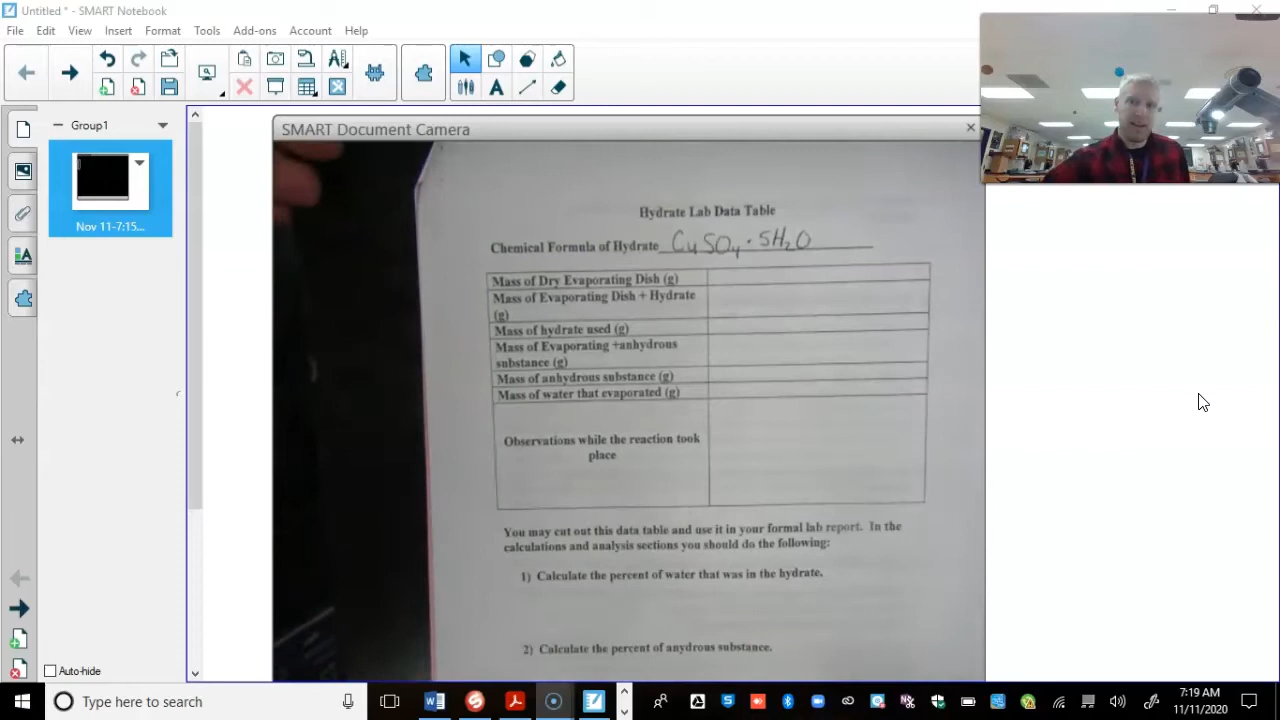 Untitled * - SMART Notebook
File Edit View Insert Format Tools Add-ons Account Help
Group1
Nov 11-7:15...
SMART Document Camera
Hydrate Lab Data Table
Chemical Formula of Hydrate CuSO4 · 5H2O
Mass of Dry Evaporating Dish (g)
Mass of Evaporating Dish + Hydrate
(g)
Mass of hydrate used (g)
Mass of Evaporating +anhydrous
substance (g)
Mass of anhydrous substance (g)
Mass of water that evaporated (g)
Observations while the reaction took
place
You may cut out this data table and use it in your formal lab report. In the
calculations and analysis sections you should do the following:
1) Calculate the percent of water that was in the hydrate.
2) Calculate the percent of anydrous substance.
Auto-hide
Type here to search
7:19 AM
11/11/2020